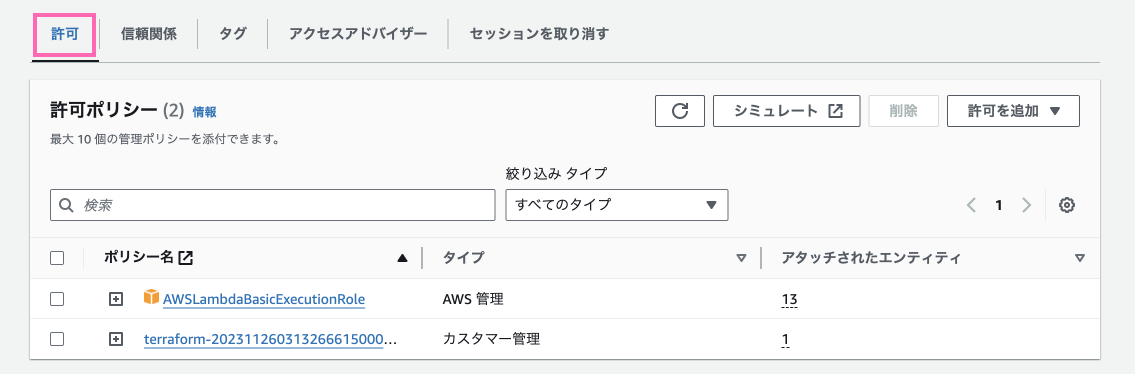 許可 信頼関係 タグ アクセスアドバイザー セッションを取り消す
許可ポリシー (2) 情報
最大 10 個の管理ポリシーを添付できます。
シミュレート 削除 許可を追加
絞り込み タイプ
検索 すべてのタイプ 1
ポリシー名 タイプ アタッチされたエンティティ
AWSLambdaBasicExecutionRole AWS 管理 13
terraform-202311260313266615000... カスタマー管理 1